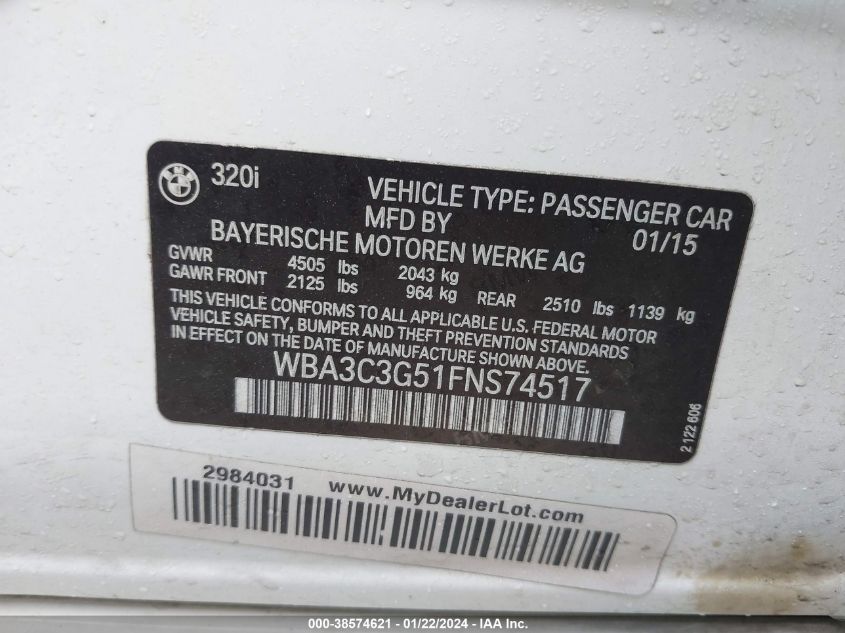 BMW 320i
VEHICLE TYPE: PASSENGER CAR
MFD BY 01/15
BAYERISCHE MOTOREN WERKE AG
GVWR 4505 lbs 2043 kg
GAWR FRONT 2125 lbs 964 kg REAR 2510 lbs 1139 kg
THIS VEHICLE CONFORMS TO ALL APPLICABLE U.S. FEDERAL MOTOR
VEHICLE SAFETY, BUMPER AND THEFT PREVENTION STANDARDS
IN EFFECT ON THE DATE OF MANUFACTURE SHOWN ABOVE.
WBA3C3G51FNS74517
2 122 606
2984031 www.MyDealerLot.com
000-38574621 - 01/22/2024 - IAA Inc.